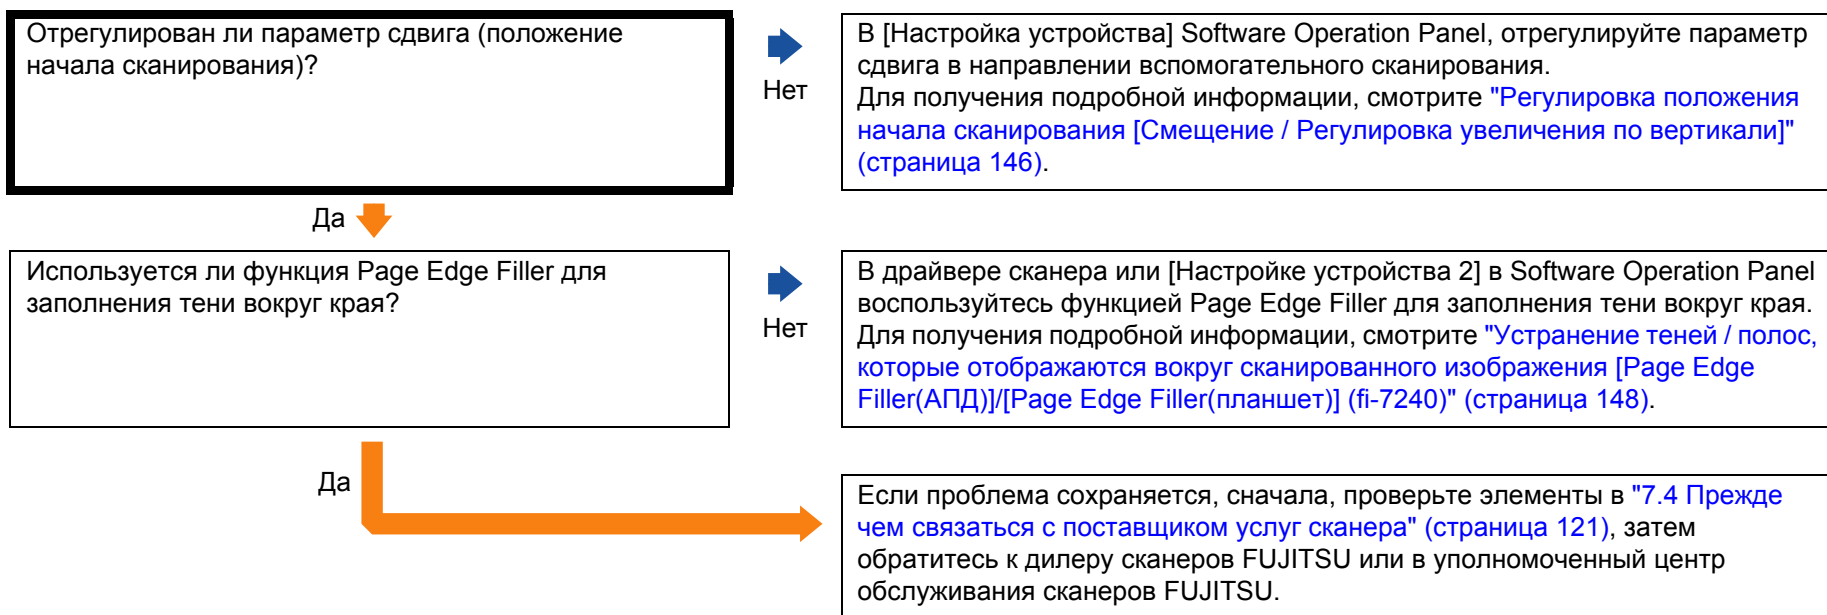 Отрегулирован ли параметр сдвига (положение
начала сканирования)?
Нет
В [Настройка устройства] Software Operation Panel, отрегулируйте параметр
сдвига в направлении вспомогательного сканирования.
Для получения подробной информации, смотрите "Регулировка положения
начала сканирования [Смещение / Регулировка увеличения по вертикали]"
(страница 146).
Да
Используется ли функция Page Edge Filler для
заполнения тени вокруг края?
Нет
В драйвере сканера или [Настройке устройства 2] в Software Operation Panel
воспользуйтесь функцией Page Edge Filler для заполнения тени вокруг края.
Для получения подробной информации, смотрите "Устранение теней / полос,
которые отображаются вокруг сканированного изображения [Page Edge
Filler(АПД)]/[Page Edge Filler(планшет)] (fi-7240)" (страница 148).
Да
Если проблема сохраняется, сначала, проверьте элементы в "7.4 Прежде
чем связаться с поставщиком услуг сканера" (страница 121), затем
обратитесь к дилеру сканеров FUJITSU или в уполномоченный центр
обслуживания сканеров FUJITSU.